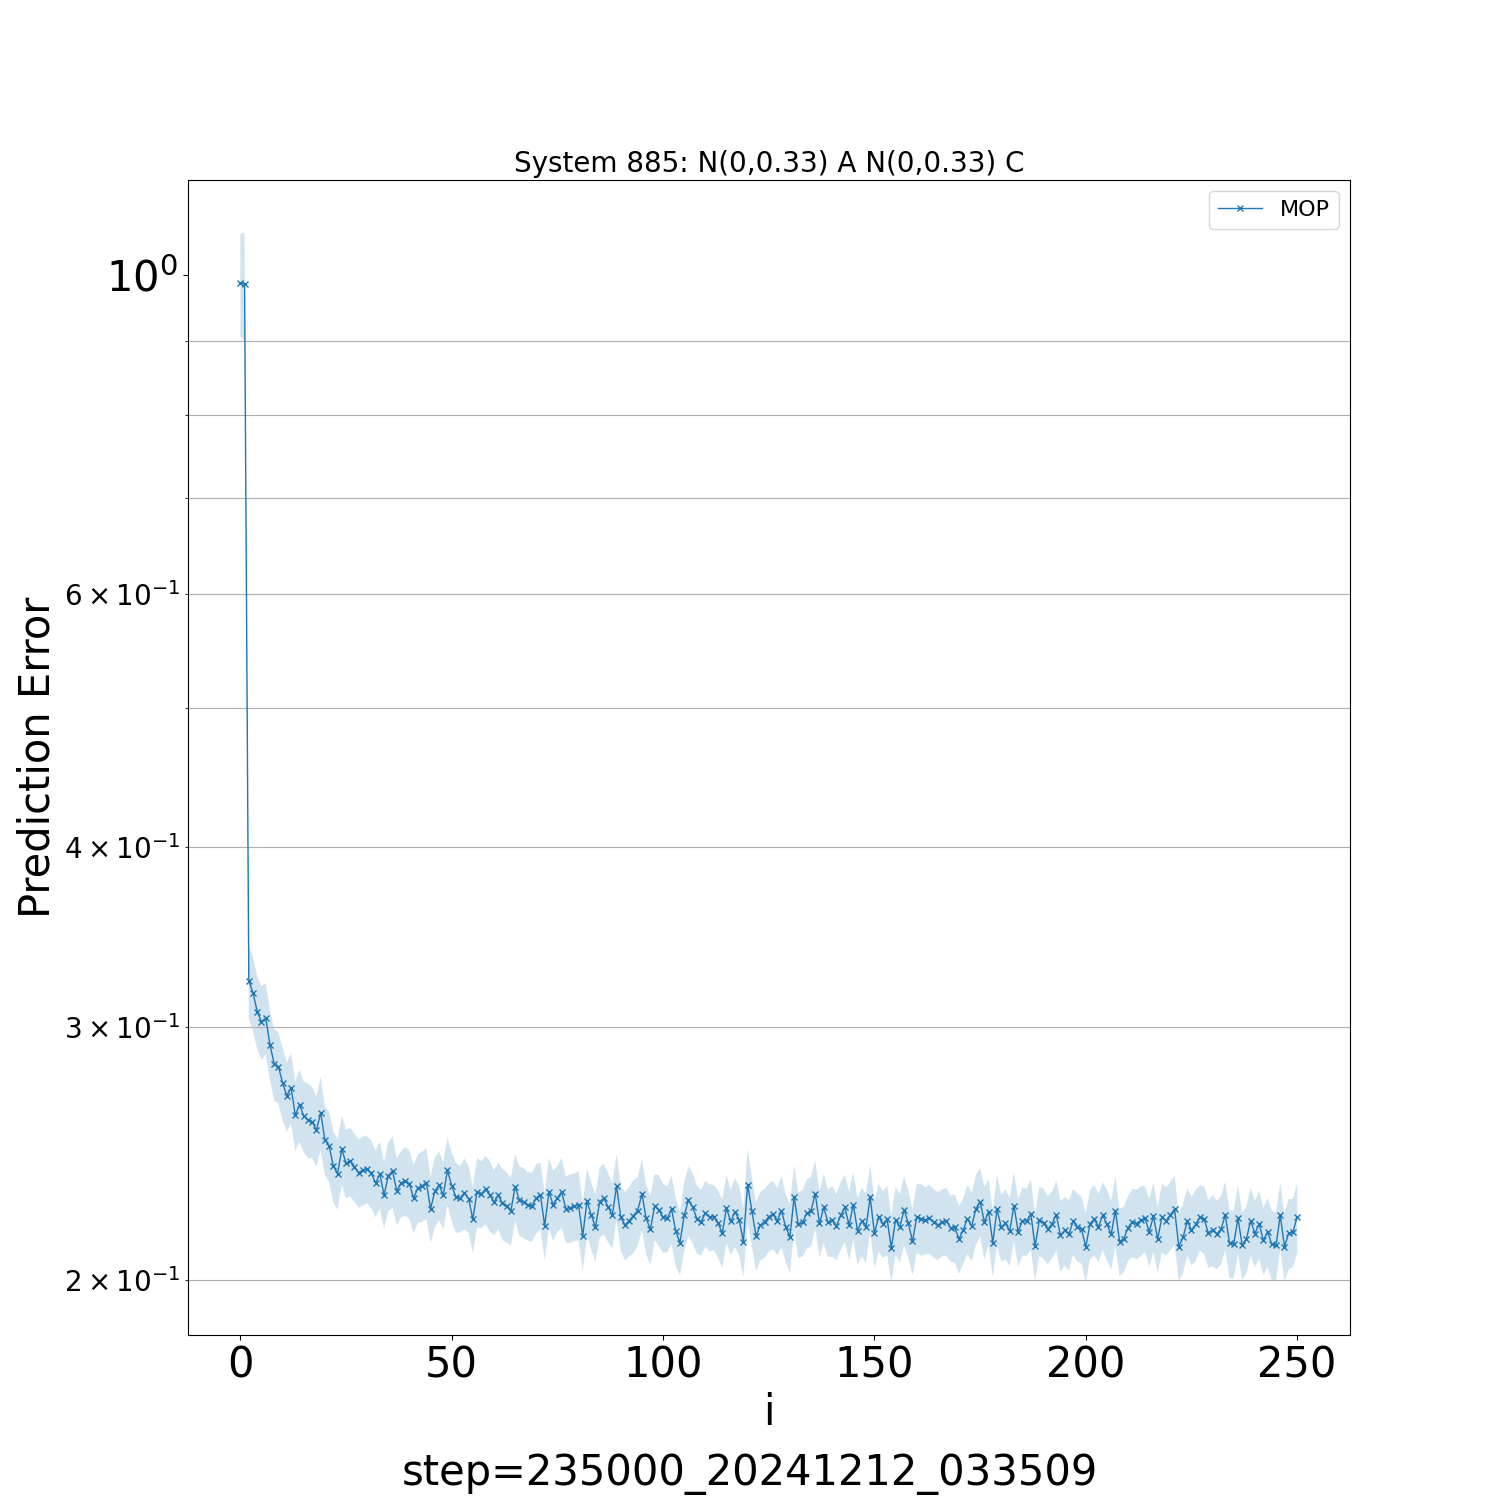 System 885: N(0,0.33) A N(0,0.33) C
MOP
10⁰
6 × 10⁻¹
4 × 10⁻¹
3 × 10⁻¹
2 × 10⁻¹
Prediction Error
0 50 100 150 200 250
i
step=235000_20241212_033509